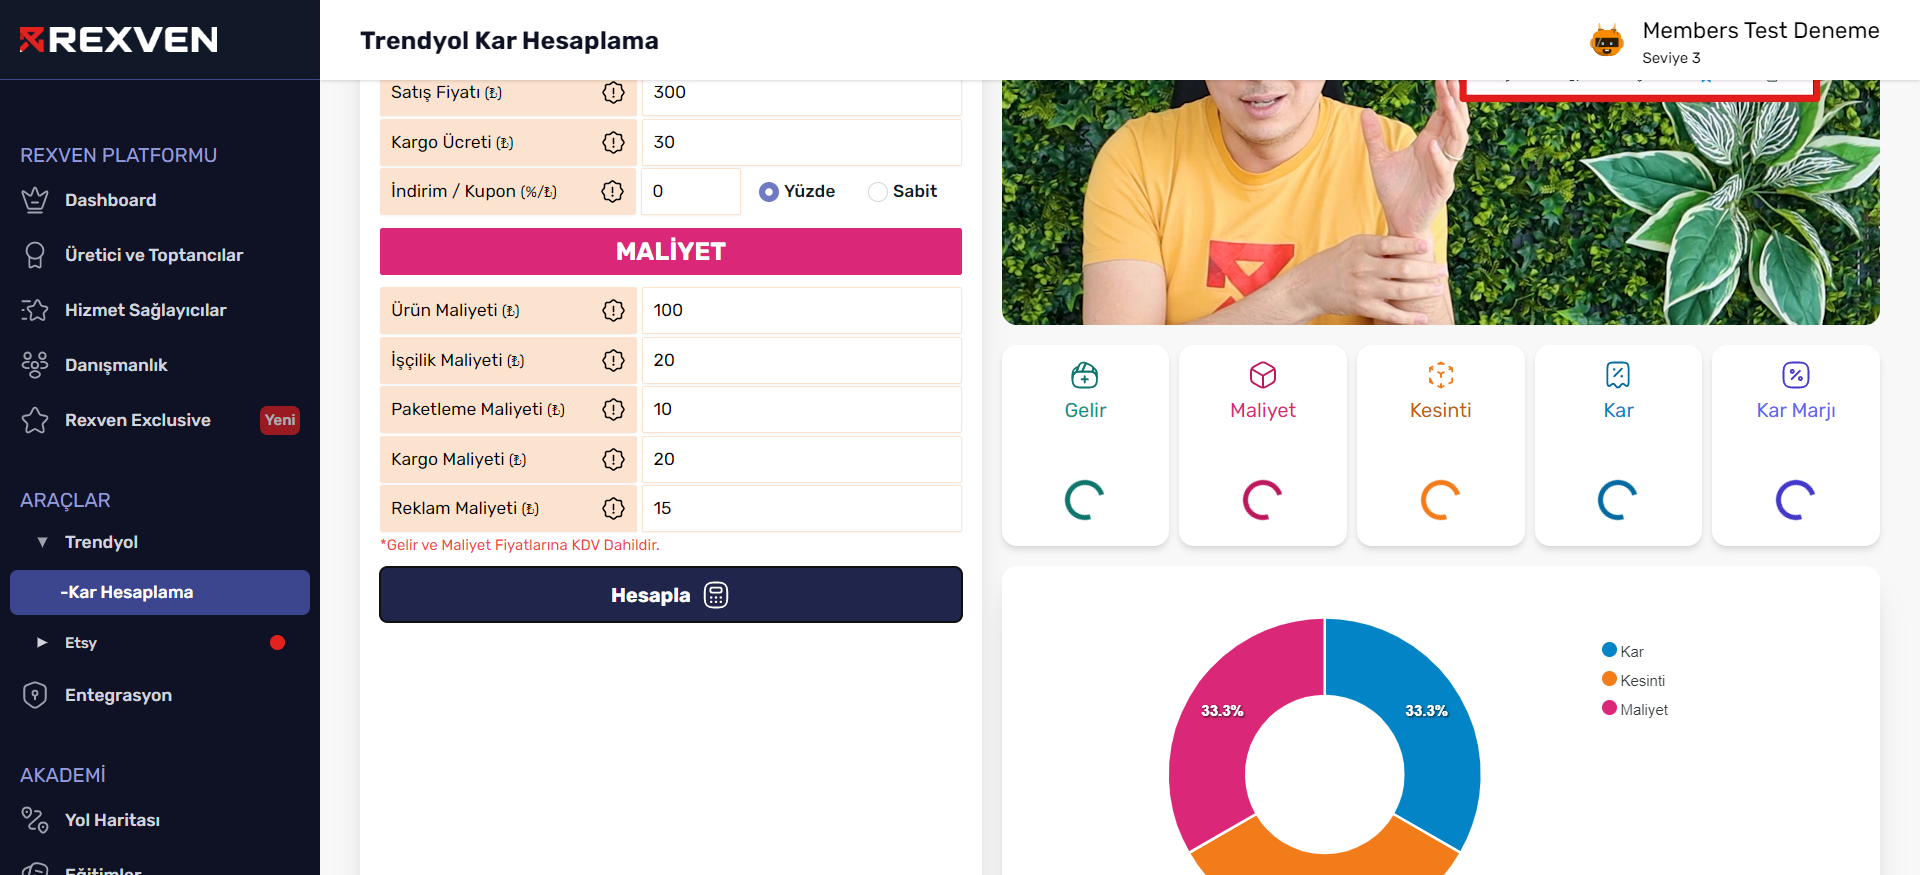 REXVEN
Trendyol Kar Hesaplama
Members Test Deneme
Seviye 3
REXVEN PLATFORMU
Dashboard
Üretici ve Toptancılar
Hizmet Sağlayıcılar
Danışmanlık
Rexven Exclusive
Yeni
ARAÇLAR
Trendyol
-Kar Hesaplama
Etsy
Entegrasyon
AKADEMİ
Yol Haritası
Eğitimler
Satış Fiyatı (₺)
300
Kargo Ücreti (₺)
30
İndirim / Kupon (%/₺)
0
Yüzde
Sabit
MALİYET
Ürün Maliyeti (₺)
100
İşçilik Maliyeti (₺)
20
Paketleme Maliyeti (₺)
10
Kargo Maliyeti (₺)
20
Reklam Maliyeti (₺)
15
*Gelir ve Maliyet Fiyatlarına KDV Dahildir.
Hesapla
Gelir
Maliyet
Kesinti
Kar
Kar Marjı
33.3%
33.3%
Kar
Kesinti
Maliyet